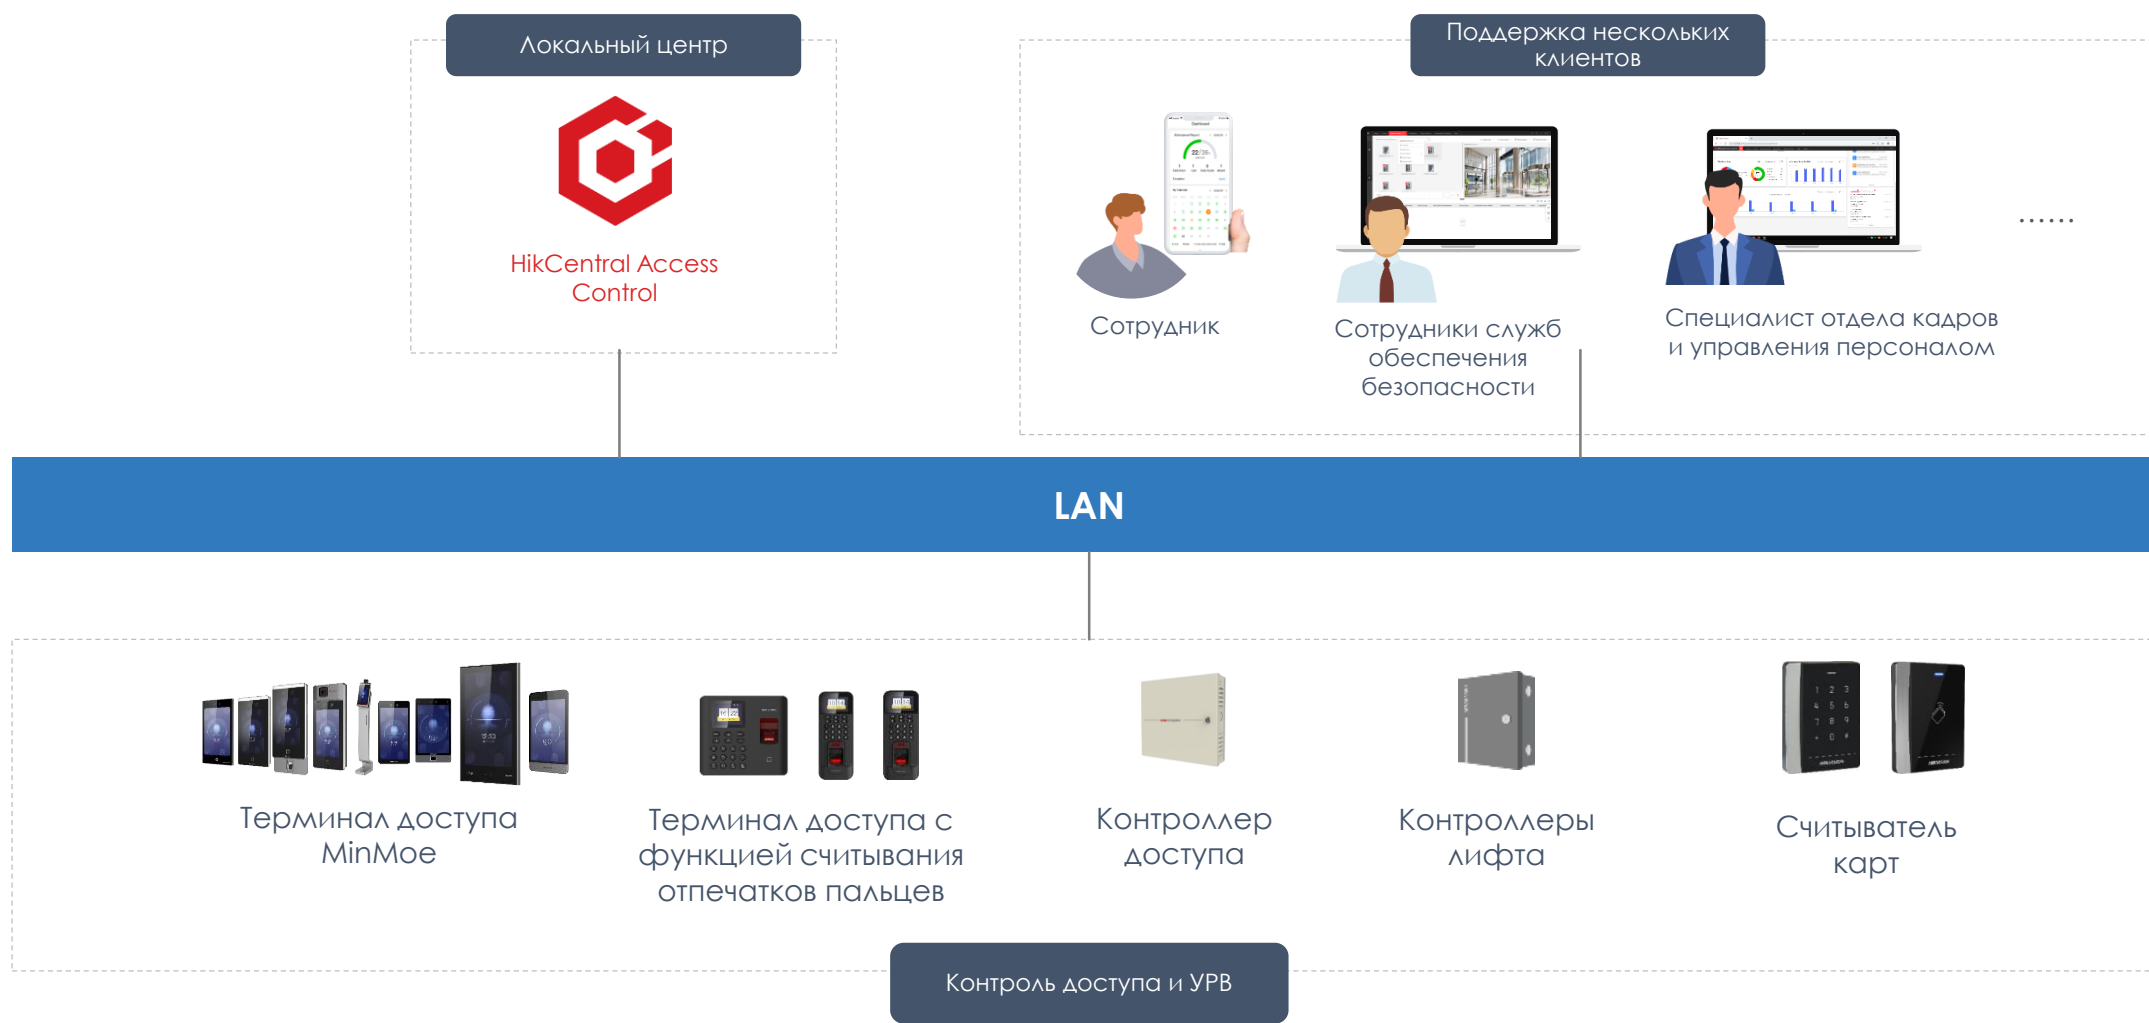 Локальный центр
HikCentral Access
Control
Поддержка нескольких
клиентов
Сотрудник
Сотрудники служб
обеспечения
безопасности
Специалист отдела кадров
и управления персоналом
......
LAN
Терминал доступа
MinMoe
Терминал доступа с
функцией считывания
отпечатков пальцев
Контроллер
доступа
Контроллеры
лифта
Считыватель
карт
Контроль доступа и УРВ